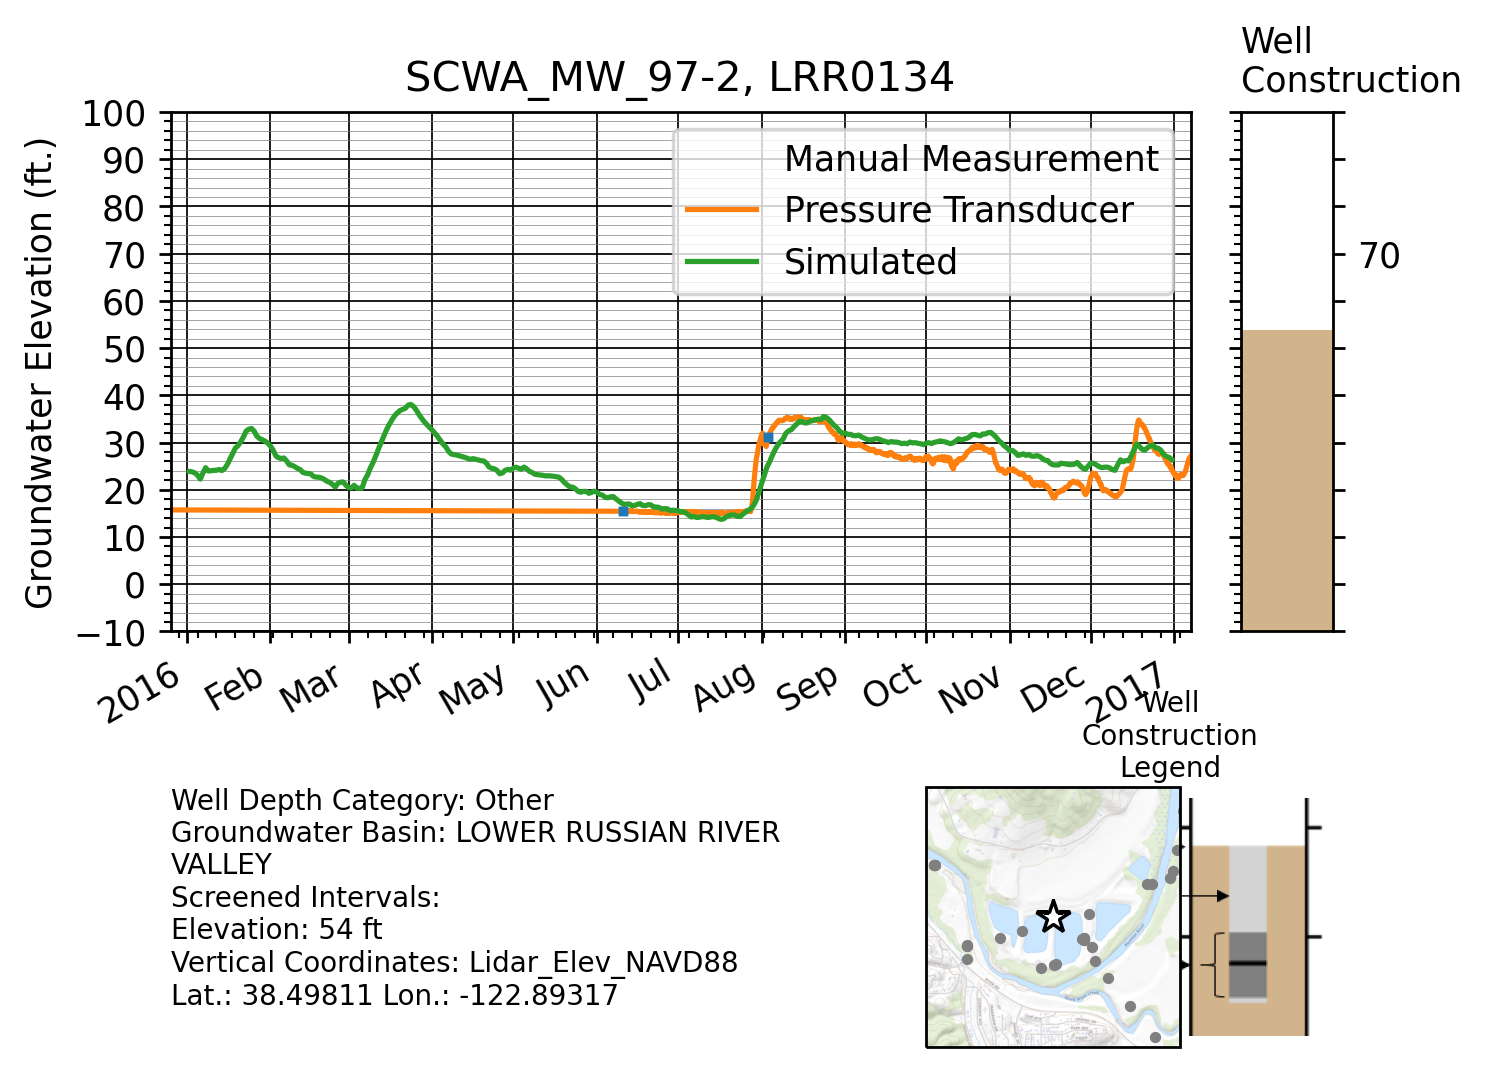 Well
Construction
SCWA_MW_97-2, LRR0134
Groundwater Elevation (ft.)
100
90
80
70
60
50
40
30
20
10
0
−10
Manual Measurement
Pressure Transducer
Simulated
70
2016
Feb
Mar
Apr
May
Jun
Jul
Aug
Sep
Oct
Nov
Dec
2017
Well
Construction
Legend
Well Depth Category: Other
Groundwater Basin: LOWER RUSSIAN RIVER
VALLEY
Screened Intervals:
Elevation: 54 ft
Vertical Coordinates: Lidar_Elev_NAVD88
Lat.: 38.49811 Lon.: -122.89317